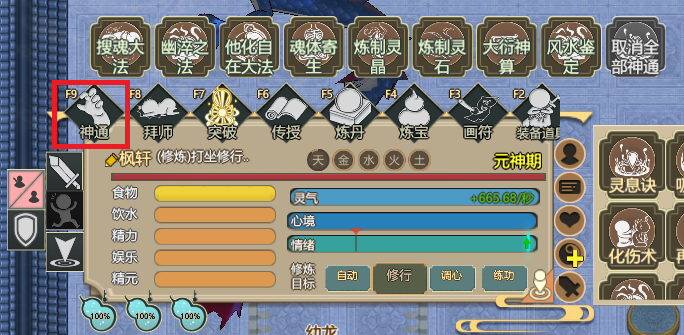 搜魂大法
幽淬之法
他化自在大法
魂体寄生
炼制灵晶
炼制灵石
大衍神算
风水鉴定
取消全部神通
F9 神通
F8 拜师
F7 突破
F6 传授
F5 炼丹
F4 炼宝
F3 画符
F2 装备道具
枫轩 (修炼)打坐修行..
天 金 水 火 土
元神期
食物
饮水
精力
娱乐
精元
灵气 +665.68/秒
心境
情绪
修炼目标
自动
修行
调心
练功
灵息诀
化伤术
100%
100%
100%
幼龙